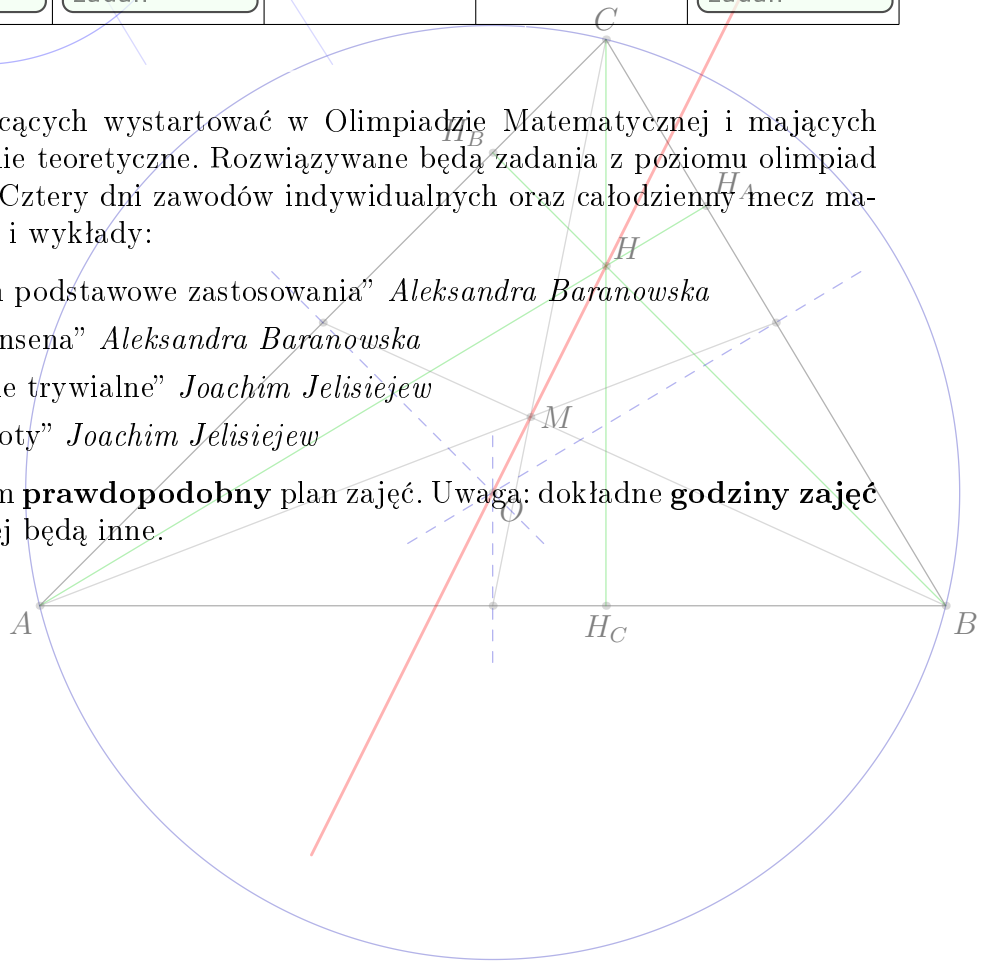 C
cących wystartować w Olimpiadzie Matematycznej i mających
H_B
ie teoretyczne. Rozwiązywane będą zadania z poziomu olimpiad
H_A
Cztery dni zawodów indywidualnych oraz całodzienny mecz ma-
i wykłady:
H
podstawowe zastosowania” Aleksandra Baranowska
nsena” Aleksandra Baranowska
e trywialne” Joachim Jelisiejew
M
oty” Joachim Jelisiejew
m prawdopodobny plan zajęć. Uwaga: dokładne godziny zajęć
O
ej będą inne.
A
H_C
B